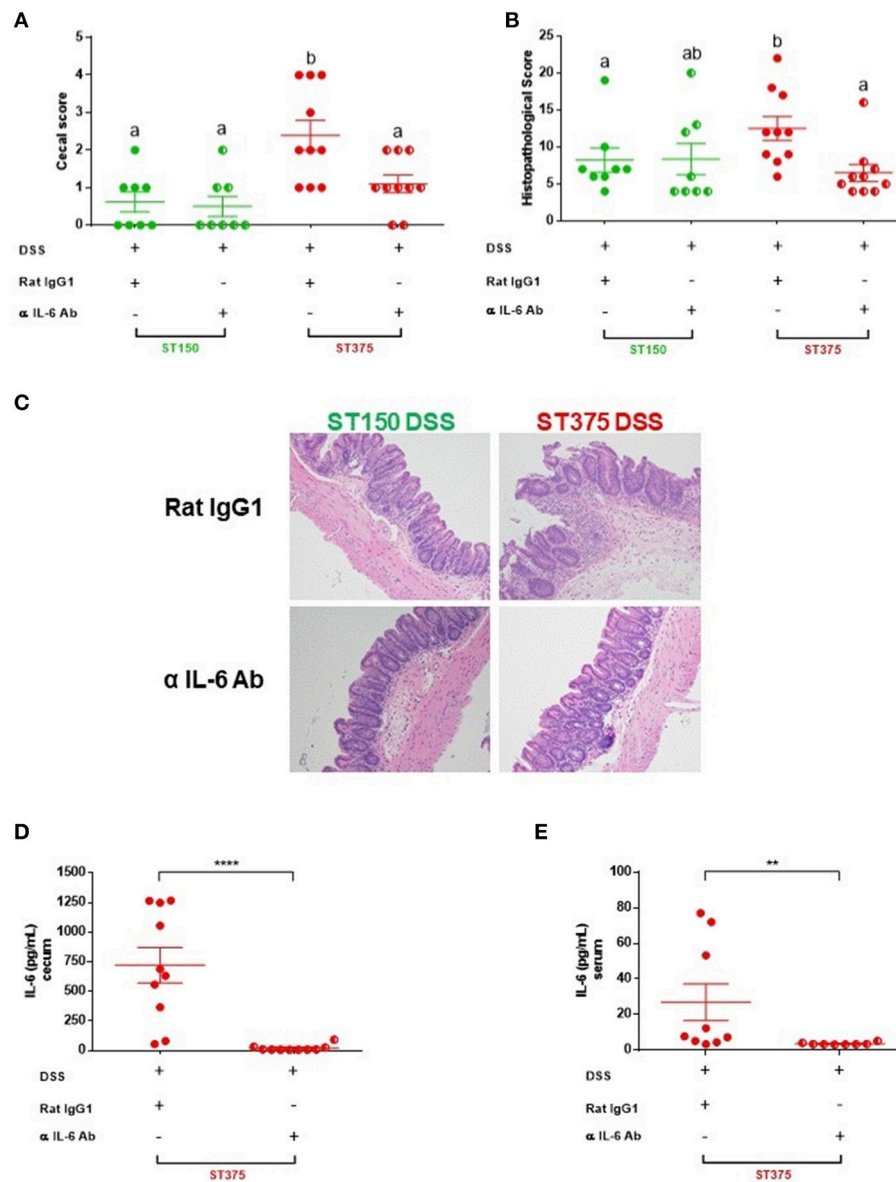 A
B
5
4
3
2
1
0
Cecal score
a
a
b
a
DSS + + + +
Rat IgG1 + - + -
α IL-6 Ab - + - +
ST150 ST375
25
20
15
10
5
0
Histopathological Score
a
ab
b
a
DSS + + + +
Rat IgG1 + - + -
α IL-6 Ab - + - +
ST150 ST375
C
ST150 DSS ST375 DSS
Rat IgG1
α IL-6 Ab
D
E
1500
1250
1000
750
500
250
0
IL-6 (pg/mL)
cecum
****
DSS + +
Rat IgG1 + -
α IL-6 Ab - +
ST375
100
80
60
40
20
0
IL-6 (pg/mL)
serum
**
DSS + +
Rat IgG1 + -
α IL-6 Ab - +
ST375